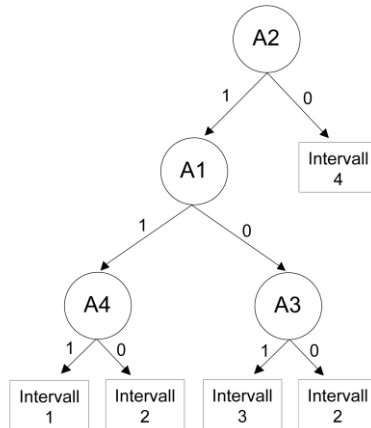 A2
1
0
A1
Intervall
4
1
0
A4
A3
1
0
1
0
Intervall
1
Intervall
2
Intervall
3
Intervall
2